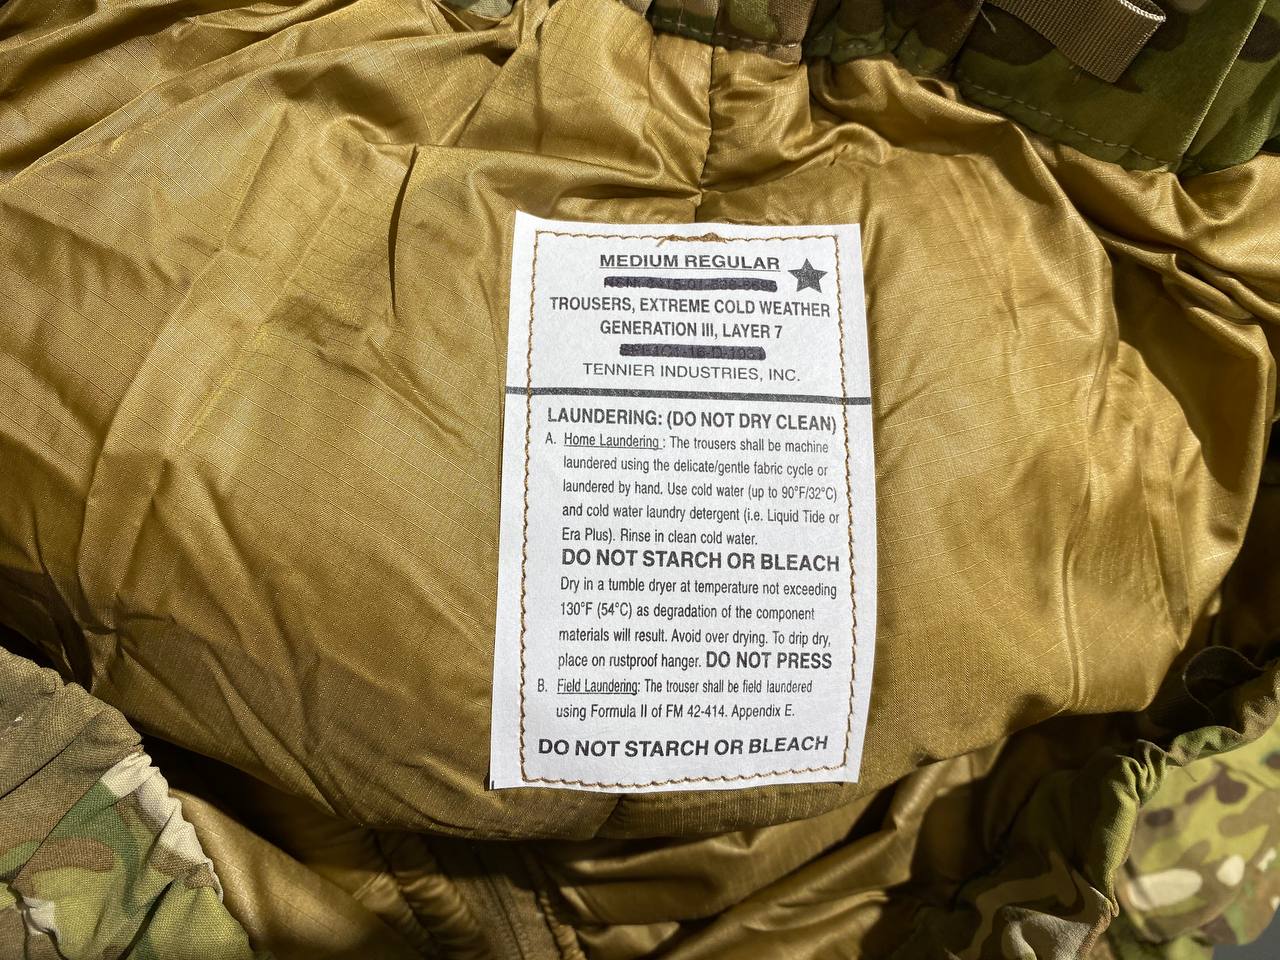 MEDIUM REGULAR
TROUSERS, EXTREME COLD WEATHER
GENERATION III, LAYER 7
TENNIER INDUSTRIES, INC.
LAUNDERING: (DO NOT DRY CLEAN)
A. Home Laundering : The trousers shall be machine
laundered using the delicate/gentle fabric cycle or
laundered by hand. Use cold water (up to 90°F/32°C)
and cold water laundry detergent (i.e. Liquid Tide or
Era Plus). Rinse in clean cold water.
DO NOT STARCH OR BLEACH
Dry in a tumble dryer at temperature not exceeding
130°F (54°C) as degradation of the component
materials will result. Avoid over drying. To drip dry,
place on rustproof hanger. DO NOT PRESS
B. Field Laundering: The trouser shall be field laundered
using Formula II of FM 42-414. Appendix E.
DO NOT STARCH OR BLEACH